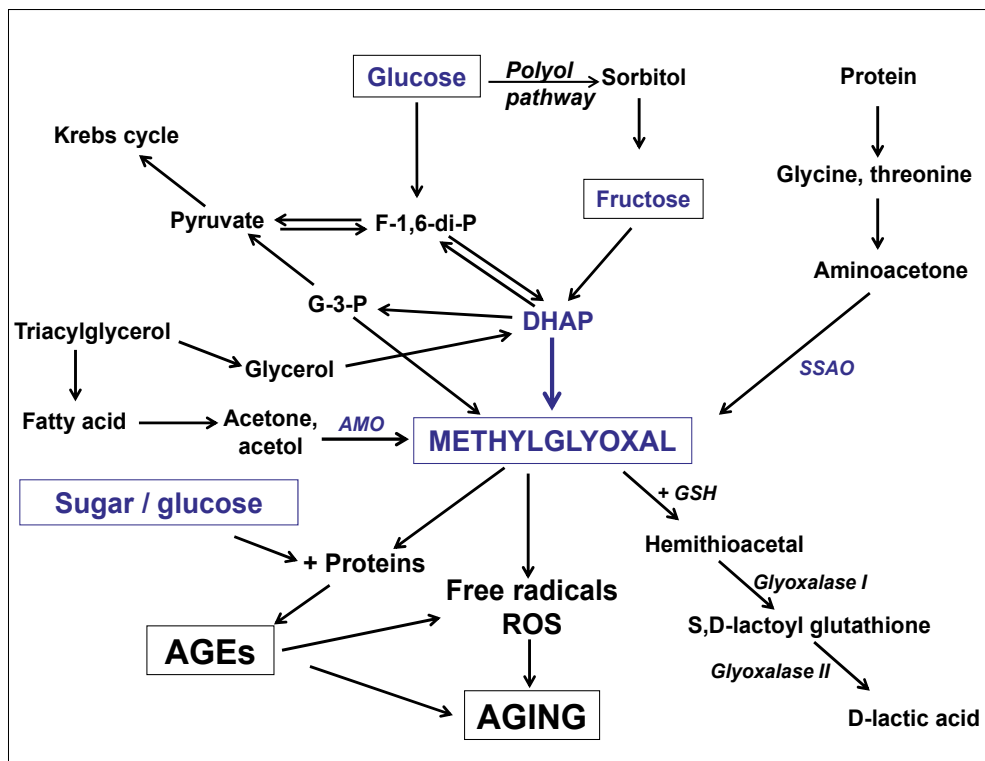 Glucose
Polyol
pathway
Sorbitol
Protein
Krebs cycle
Glycine, threonine
Fructose
Pyruvate
F-1,6-di-P
Aminoacetone
G-3-P
DHAP
Triacylglycerol
Glycerol
SSAO
Fatty acid
Acetone,
acetol
AMO
METHYLGLYOXAL
Sugar / glucose
+ GSH
Hemithioacetal
+ Proteins
Free radicals
ROS
Glyoxalase I
S,D-lactoyl glutathione
AGEs
Glyoxalase II
AGING
D-lactic acid